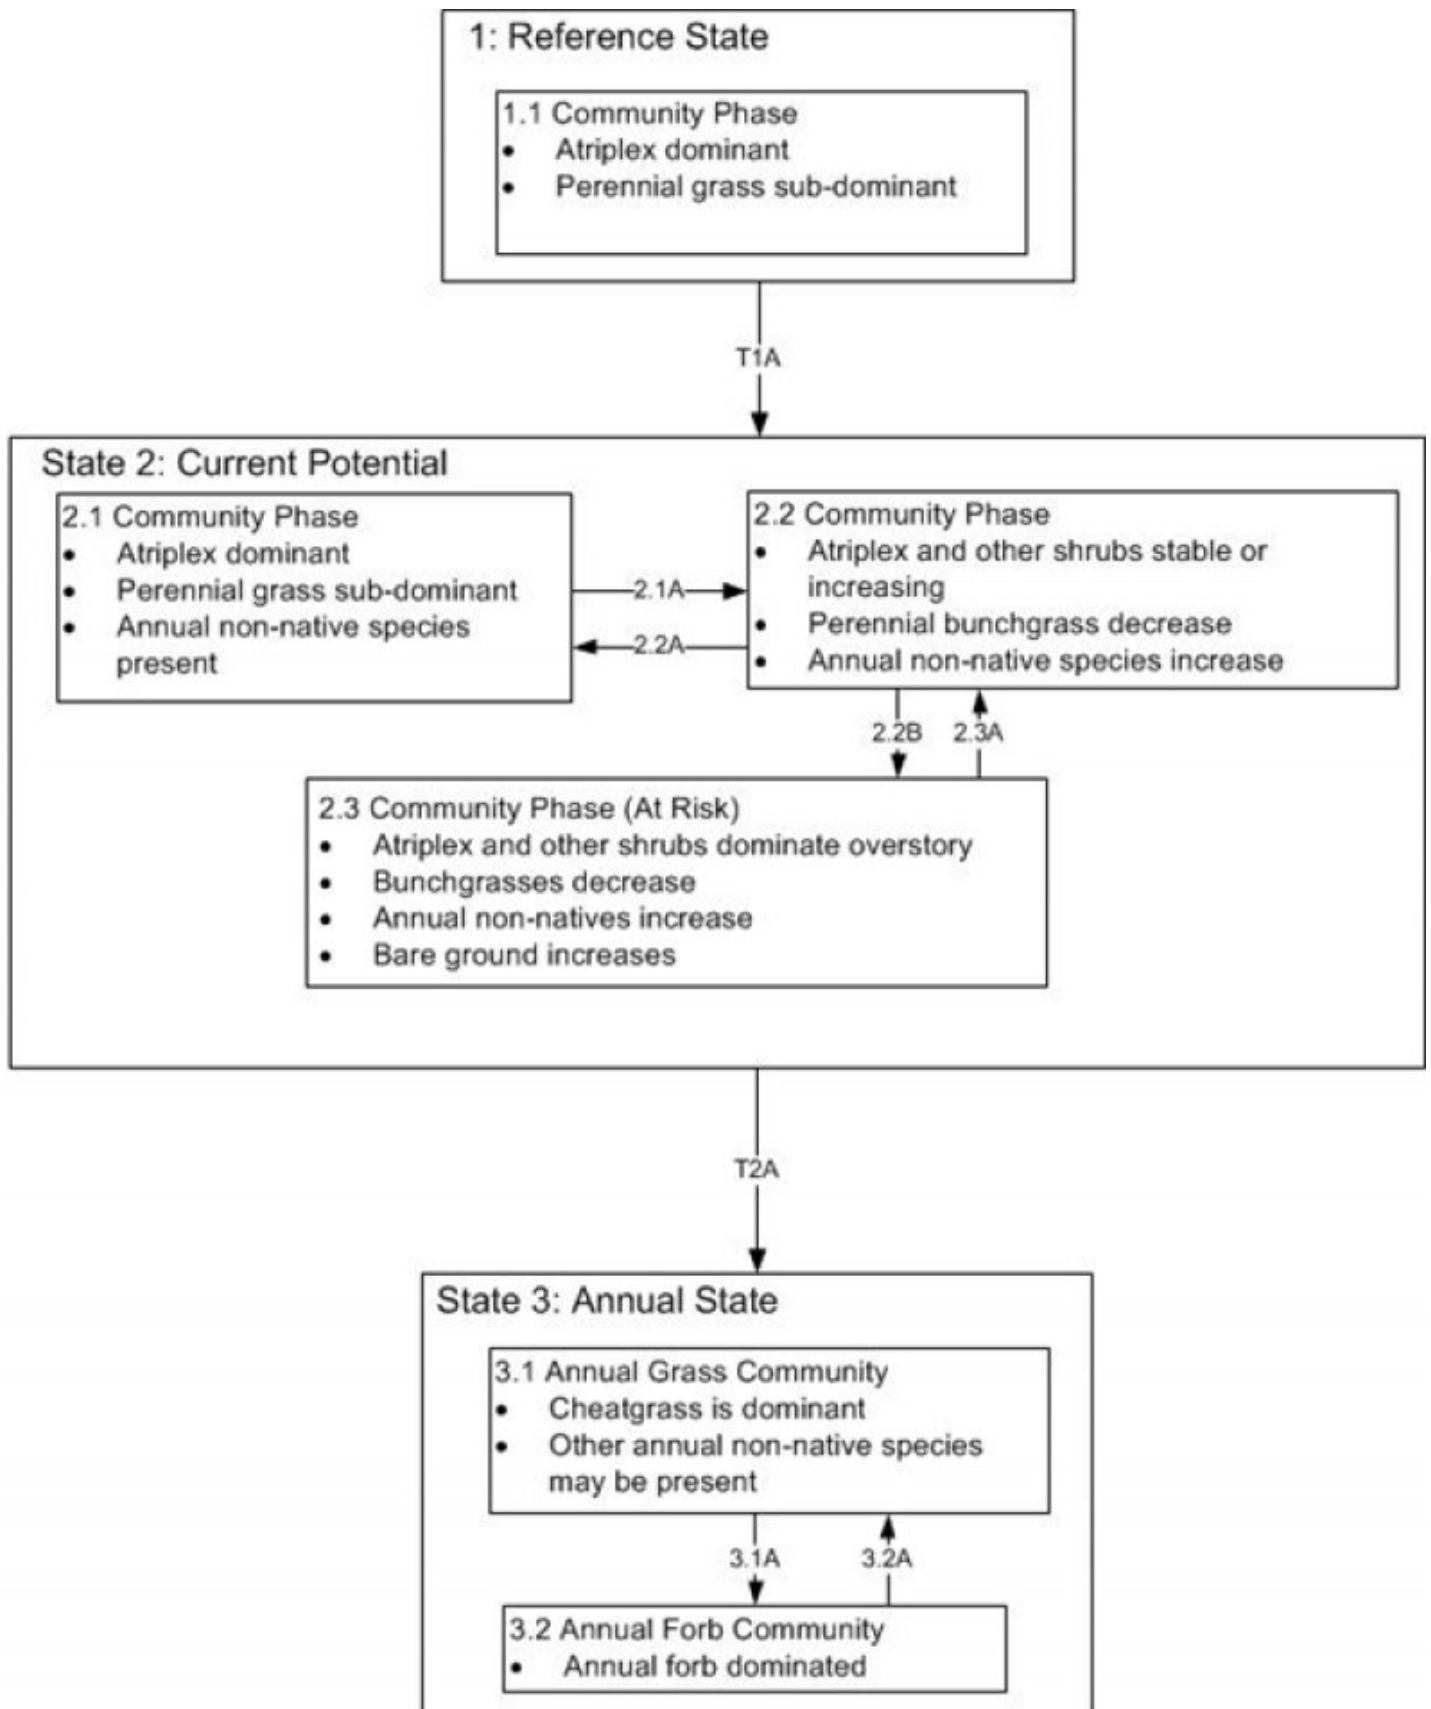 1: Reference State
1.1 Community Phase
• Atriplex dominant
• Perennial grass sub-dominant
T1A
State 2: Current Potential
2.1 Community Phase
• Atriplex dominant
• Perennial grass sub-dominant
• Annual non-native species
present
2.1A
2.2A
2.2 Community Phase
• Atriplex and other shrubs stable or
increasing
• Perennial bunchgrass decrease
• Annual non-native species increase
2.2B
2.3A
2.3 Community Phase (At Risk)
• Atriplex and other shrubs dominate overstory
• Bunchgrasses decrease
• Annual non-natives increase
• Bare ground increases
T2A
State 3: Annual State
3.1 Annual Grass Community
• Cheatgrass is dominant
• Other annual non-native species
may be present
3.1A
3.2A
3.2 Annual Forb Community
• Annual forb dominated